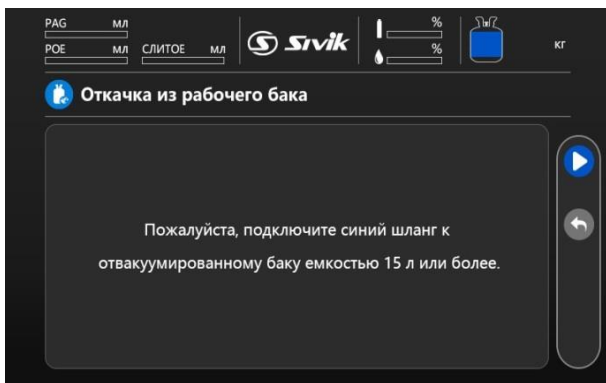 PAG мл
POE мл СЛИТОЕ мл
Sivik
%
%
кг
Откачка из рабочего бака
Пожалуйста, подключите синий шланг к
отвакуумированному баку емкостью 15 л или более.